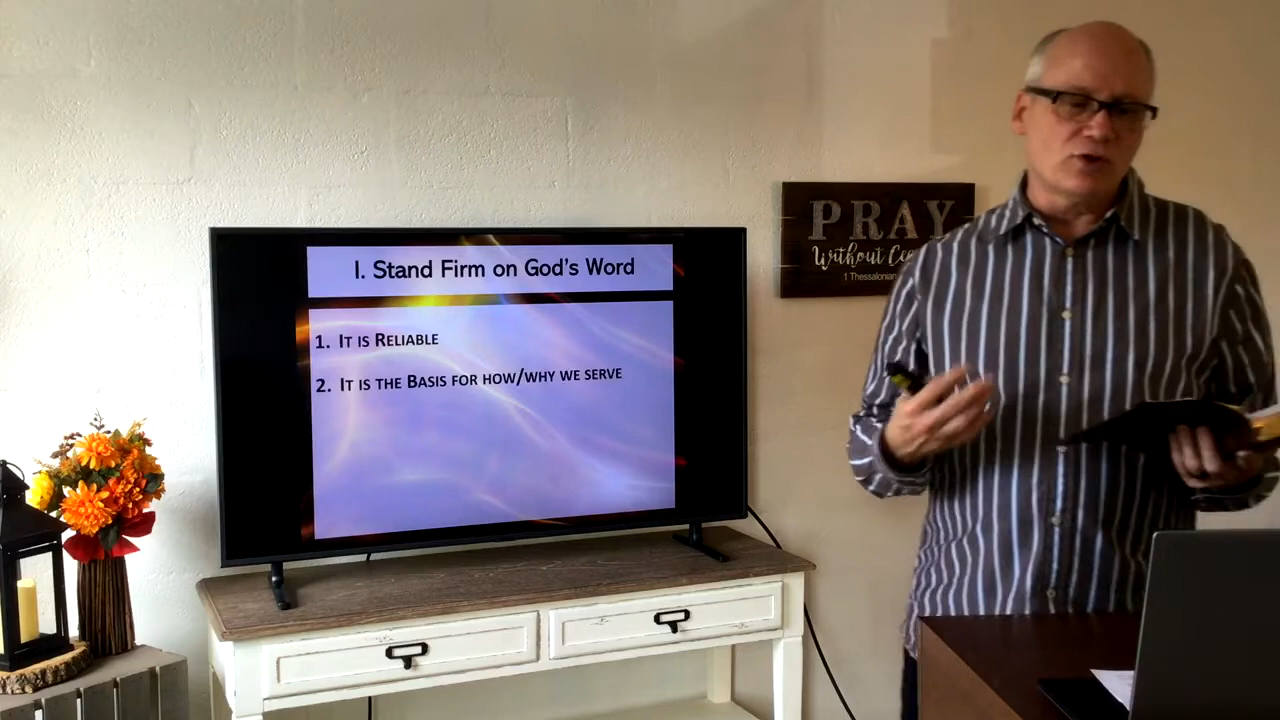 I. Stand Firm on God's Word
1. It is Reliable
2. It is the Basis for how/why we serve
PRAY
Without
1 Thessalonian